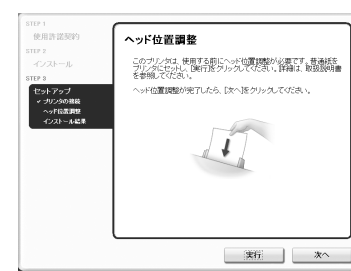 STEP 1
使用許諾契約
STEP 2
インストール
STEP 3
セットアップ
✓ プリンタの接続
ヘッド位置調整
インストール結果
ヘッド位置調整
このプリンタは、使用する前にヘッド位置調整が必要です。普通紙を
プリンタにセットし、[実行]をクリックしてください。詳細は、取扱説明書
を参照してください。
ヘッド位置調整が完了したら、[次へ]をクリックしてください。
実行
次へ